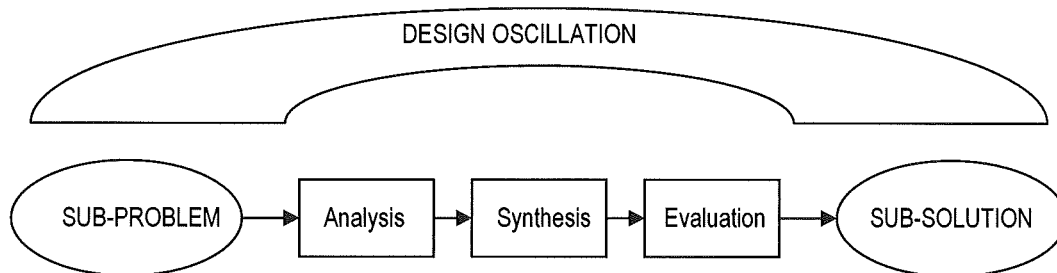 DESIGN OSCILLATION
SUB-PROBLEM
Analysis
Synthesis
Evaluation
SUB-SOLUTION